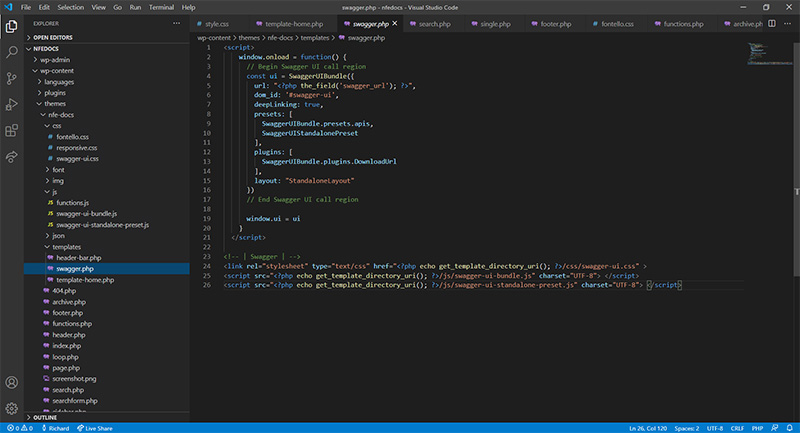 File Edit Selection View Go Run Terminal Help
swagger.php - nfedocs - Visual Studio Code
EXPLORER
style.css
template-home.php
swagger.php
search.php
single.php
footer.php
fontello.css
functions.php
archive.php
OPEN EDITORS
NFEDOCS
wp-admin
wp-content
languages
plugins
themes
nfe-docs
css
fontello.css
responsive.css
swagger-ui.css
font
img
js
functions.js
swagger-ui-bundle.js
swagger-ui-standalone-preset.js
json
templates
header-bar.php
swagger.php
template-home.php
404.php
archive.php
footer.php
functions.php
header.php
index.php
loop.php
page.php
screenshot.png
search.php
searchform.php
OUTLINE
wp-content > themes > nfe-docs > templates > swagger.php
1 <script>
2 window.onload = function() {
3 // Begin Swagger UI call region
4 const ui = SwaggerUIBundle({
5 url: "<?php the_field('swagger_url'); ?>",
6 dom_id: '#swagger-ui',
7 deepLinking: true,
8 presets: [
9 SwaggerUIBundle.presets.apis,
10 SwaggerUIStandalonePreset
11 ],
12 plugins: [
13 SwaggerUIBundle.plugins.DownloadUrl
14 ],
15 layout: "StandaloneLayout"
16 })
17 // End Swagger UI call region
18
19 window.ui = ui
20 }
21 </script>
22
23 <!-- | Swagger | -->
24 <link rel="stylesheet" type="text/css" href="<?php echo get_template_directory_uri(); ?>/css/swagger-ui.css" >
25 <script src="<?php echo get_template_directory_uri(); ?>/js/swagger-ui-bundle.js" charset="UTF-8"> </script>
26 <script src="<?php echo get_template_directory_uri(); ?>/js/swagger-ui-standalone-preset.js" charset="UTF-8"> </script>
0 0 Richard Live Share
Ln 26, Col 120 Spaces: 2 UTF-8 CRLF PHP